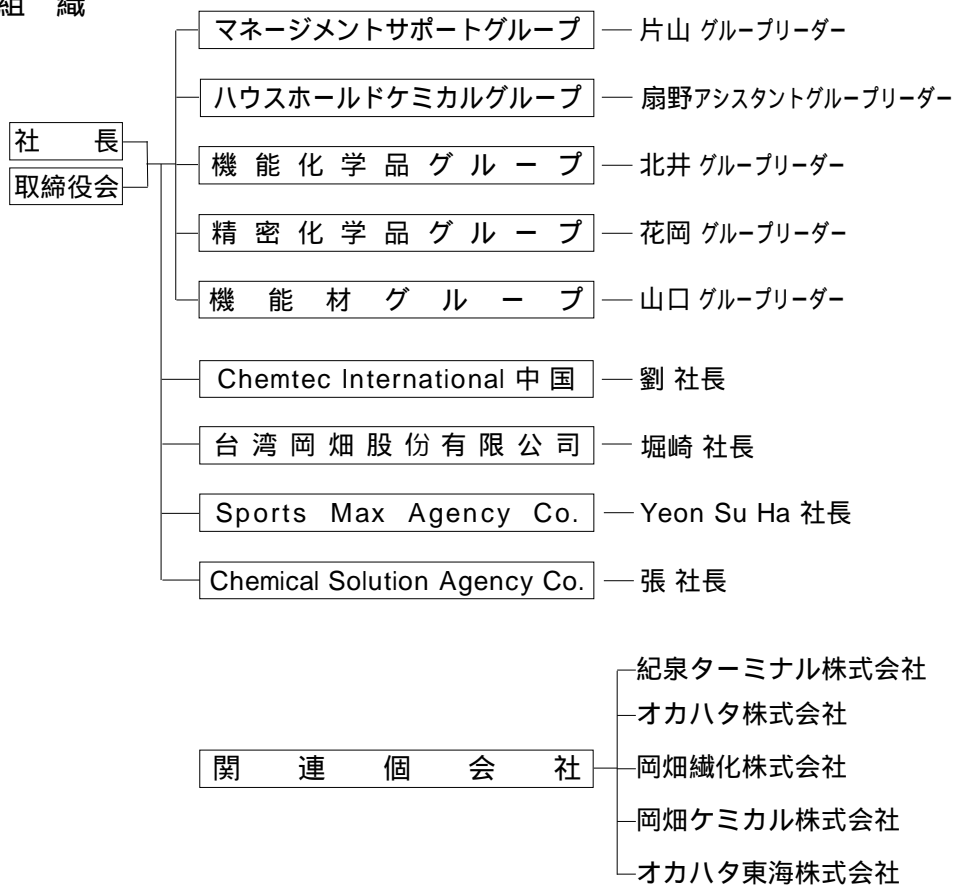 組 織
マネージメントサポートグループ 片山 グループリーダー
ハウスホールドケミカルグループ 扇野アシスタントグループリーダー
社 長
機能化学品グループ 北井 グループリーダー
取締役会
精密化学品グループ 花岡 グループリーダー
機能材グループ 山口 グループリーダー
Chemtec International 中国 劉 社長
台湾岡畑股份有限公司 堀崎 社長
Sports Max Agency Co. Yeon Su Ha 社長
Chemical Solution Agency Co. 張 社長
紀泉ターミナル株式会社
オカハタ株式会社
関連個会社 岡畑繊化株式会社
岡畑ケミカル株式会社
オカハタ東海株式会社